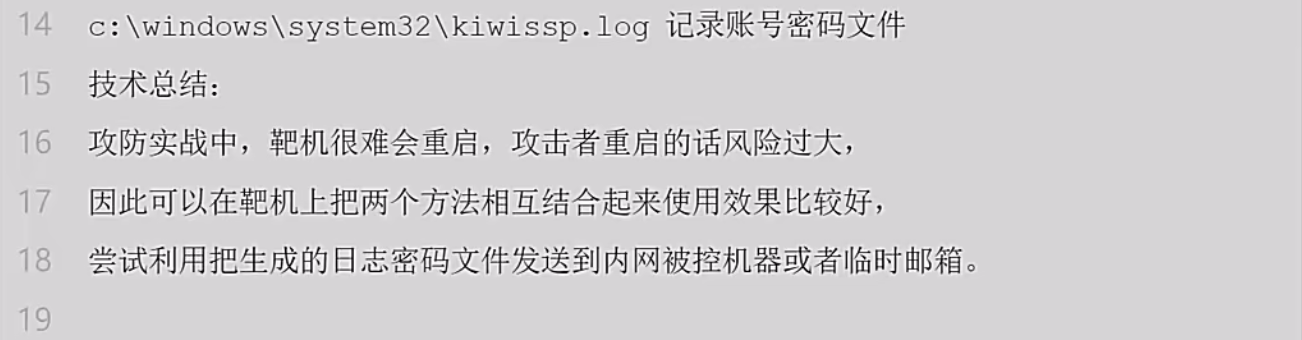 14 c:\windows\system32\kiwissp.log 记录账号密码文件
15 技术总结：
16 攻防实战中，靶机很难会重启，攻击者重启的话风险过大，
17 因此可以在靶机上把两个方法相互结合起来使用效果比较好，
18 尝试利用把生成的日志密码文件发送到内网被控机器或者临时邮箱。
19